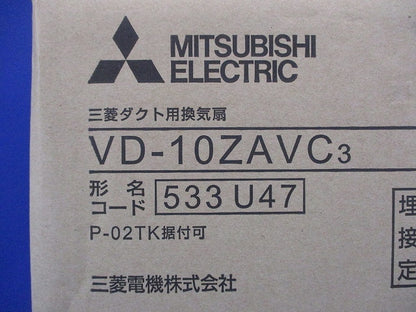 MITSUBISHI
ELECTRIC
三菱ダクト用換気扇
VD-10ZAVC3
形名
コード 533 U47
P-02TK据付可
三菱電機株式会社
埋
接
定